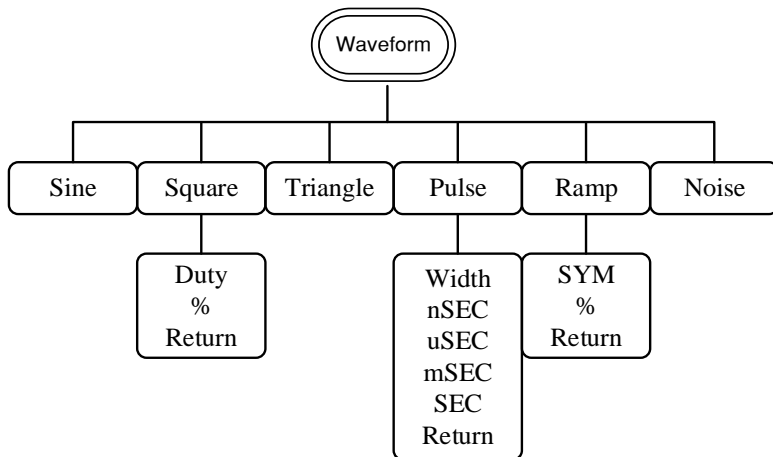 Waveform
Sine
Square
Triangle
Pulse
Ramp
Noise
Duty
%
Return
Width
nSEC
uSEC
mSEC
SEC
Return
SYM
%
Return